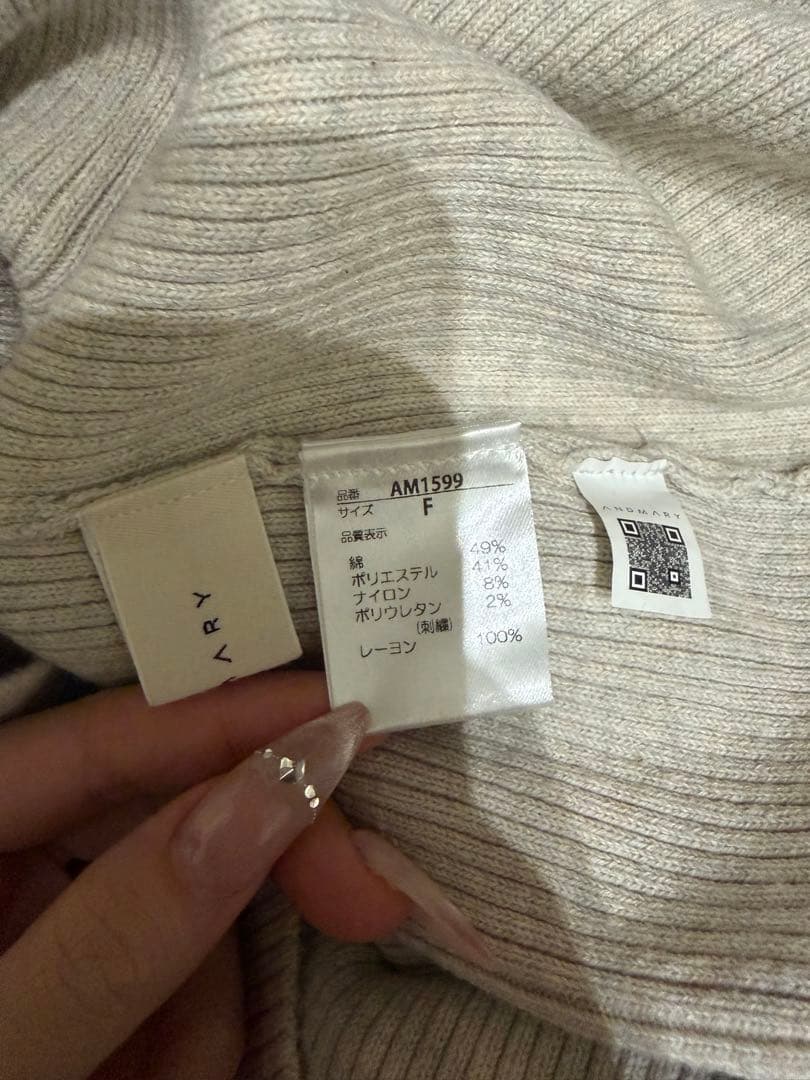 品番 AM1599
サイズ F
品質表示
綿 49%
ポリエステル 41%
ナイロン 8%
ポリウレタン 2%
(刺繍)
レーヨン 100%
ANDMARY
ARY